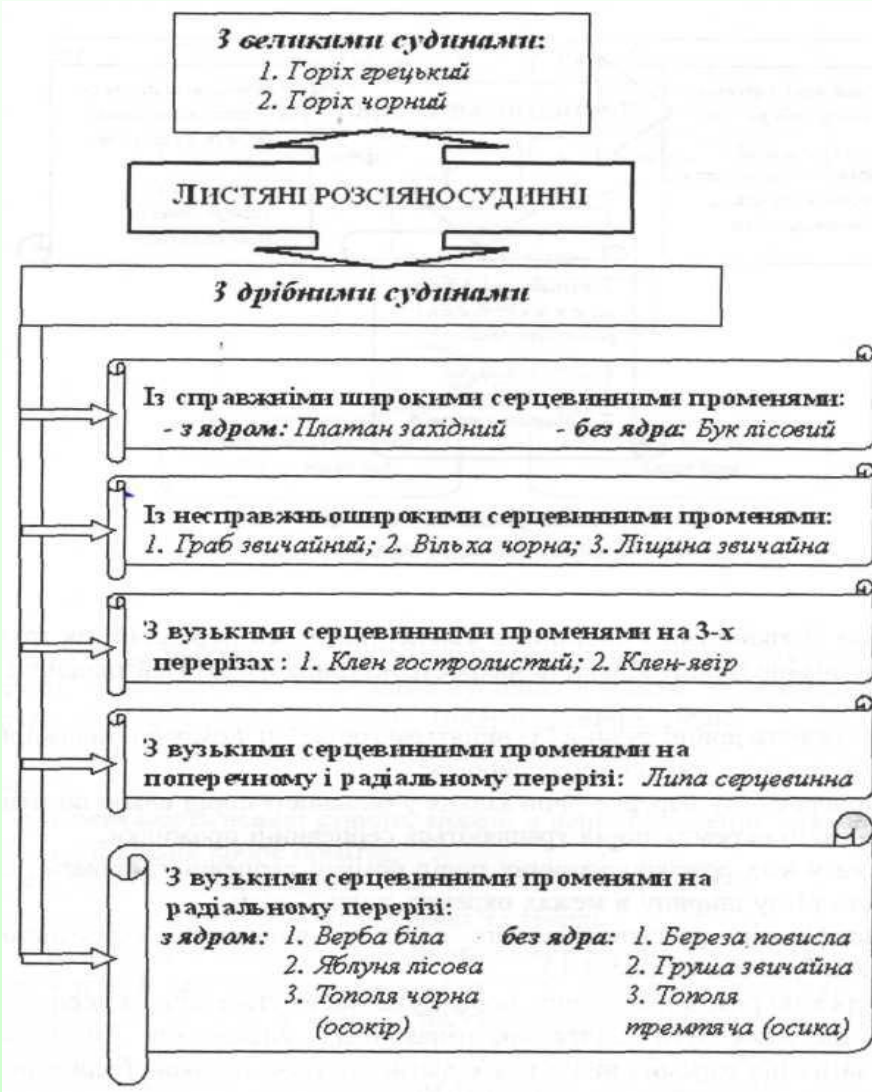 З великими судинами:
1. Горіх грецький
2. Горіх чорний
ЛИСТЯНІ РОЗСІЯНОСУДИННІ
З дрібними судинами
Із справжніми широкими серцевинними променями:
- з ядром: Платан західний - без ядра: Бук лісовий
Із несправжньоширокими серцевинними променями:
1. Граб звичайний; 2. Вільха чорна; 3. Ліщина звичайна
З вузькими серцевинними променями на 3-х
перерізах : 1. Клен гостролистий; 2. Клен-явір
З вузькими серцевинними променями на
поперечному і радіальному перерізі: Липа серцевинна
З вузькими серцевинними променями на
радіальному перерізі:
з ядром: 1. Верба біла без ядра: 1. Береза повисла
2. Яблуня лісова 2. Груша звичайна
3. Тополя чорна 3. Тополя
(осокір) тремтяча (осика)